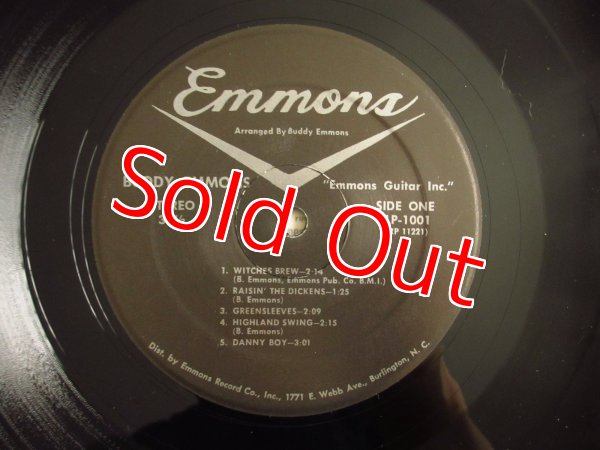 Emmons
Arranged By Buddy Emmons
"Emmons Guitar Inc."
SIDE ONE
Sold Out
1. WITCHES BREW—2:14
(B. Emmons, Emmons Pub. Co. B.M.I.)
2. RAISIN' THE DICKENS—1:25
(B. Emmons)
3. GREENSLEEVES—2:09
4. HIGHLAND SWING—2:15
(B. Emmons)
5. DANNY BOY—3:01
Dist. by Emmons Record Co., Inc., 1771 E. Webb Ave., Burlington, N. C.